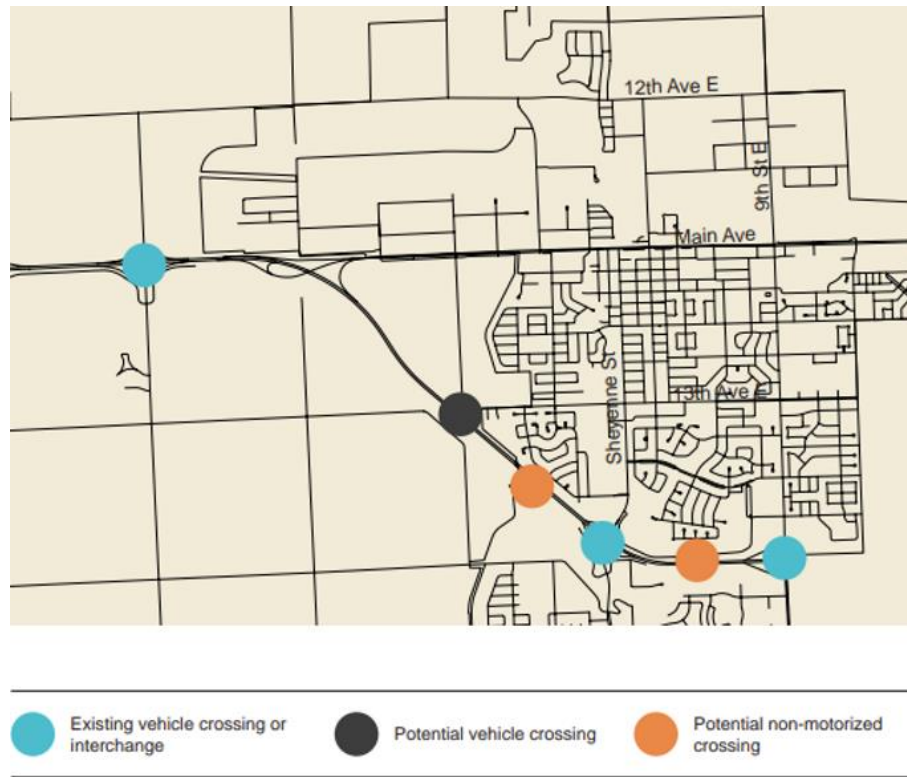 12th Ave E
9th St E
Main Ave
Sheyenne St
13th Ave E
Existing vehicle crossing or
interchange
Potential vehicle crossing
Potential non-motorized
crossing